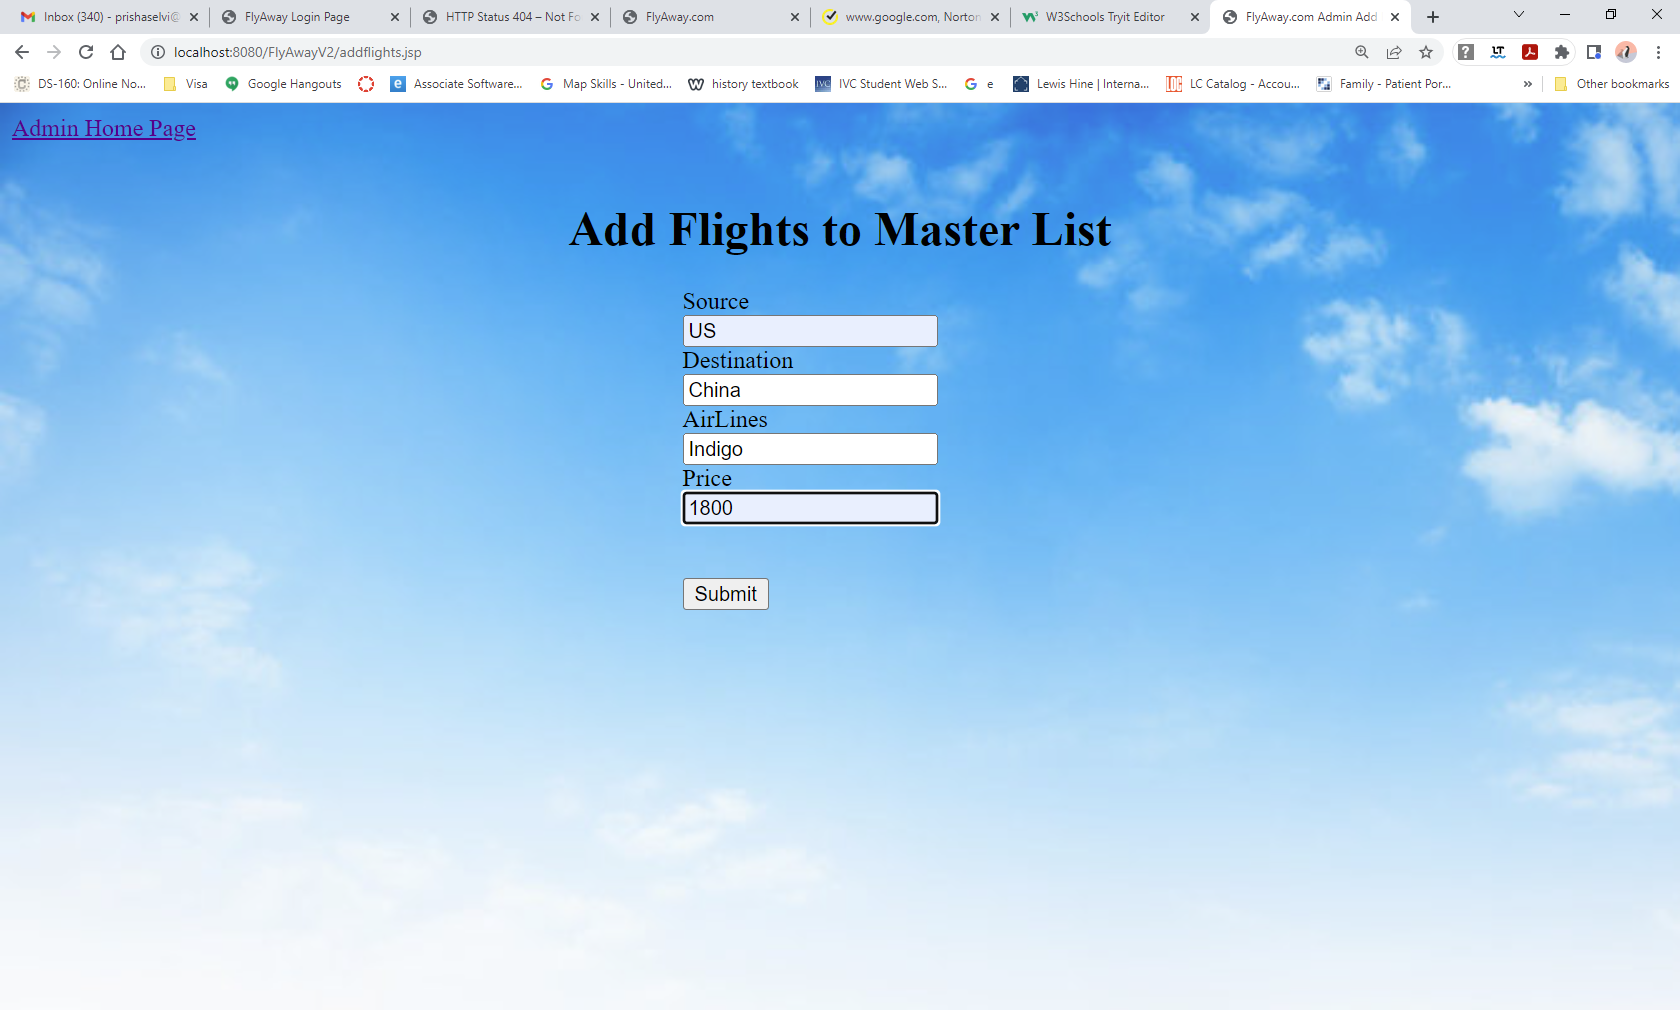 Inbox (340) - prishaselvi@
FlyAway Login Page
HTTP Status 404 – Not Fo
FlyAway.com
www.google.com, Norton
W3Schools Tryit Editor
FlyAway.com Admin Add
localhost:8080/FlyAwayV2/addflights.jsp
DS-160: Online No...
Visa
Google Hangouts
Associate Software...
Map Skills - United...
history textbook
IVC Student Web S...
e
Lewis Hine | Interna...
LC Catalog - Accou...
Family - Patient Por...
»
Other bookmarks
Admin Home Page
Add Flights to Master List
Source
US
Destination
China
AirLines
Indigo
Price
1800
Submit